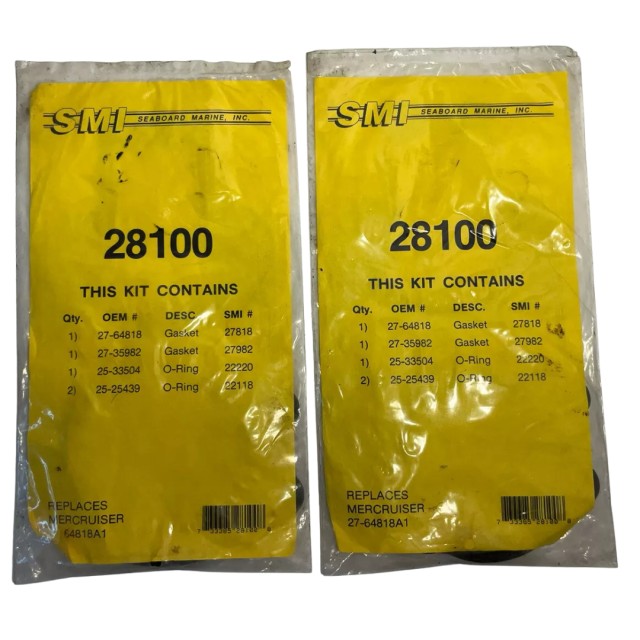 SMI SEABOARD MARINE, INC.
28100
THIS KIT CONTAINS
Qty. OEM # DESC. SMI #
1) 27-64818 Gasket 27818
1) 27-35982 Gasket 27982
1) 25-33504 O-Ring 22220
2) 25-25439 O-Ring 22118
REPLACES
MERCRUISER
64818A1
SMI SEABOARD MARINE, INC.
28100
THIS KIT CONTAINS
Qty. OEM # DESC. SMI #
1) 27-64818 Gasket 27818
1) 27-35982 Gasket 27982
1) 25-33504 O-Ring 22220
2) 25-25439 O-Ring 22118
REPLACES
MERCRUISER
27-64818A1